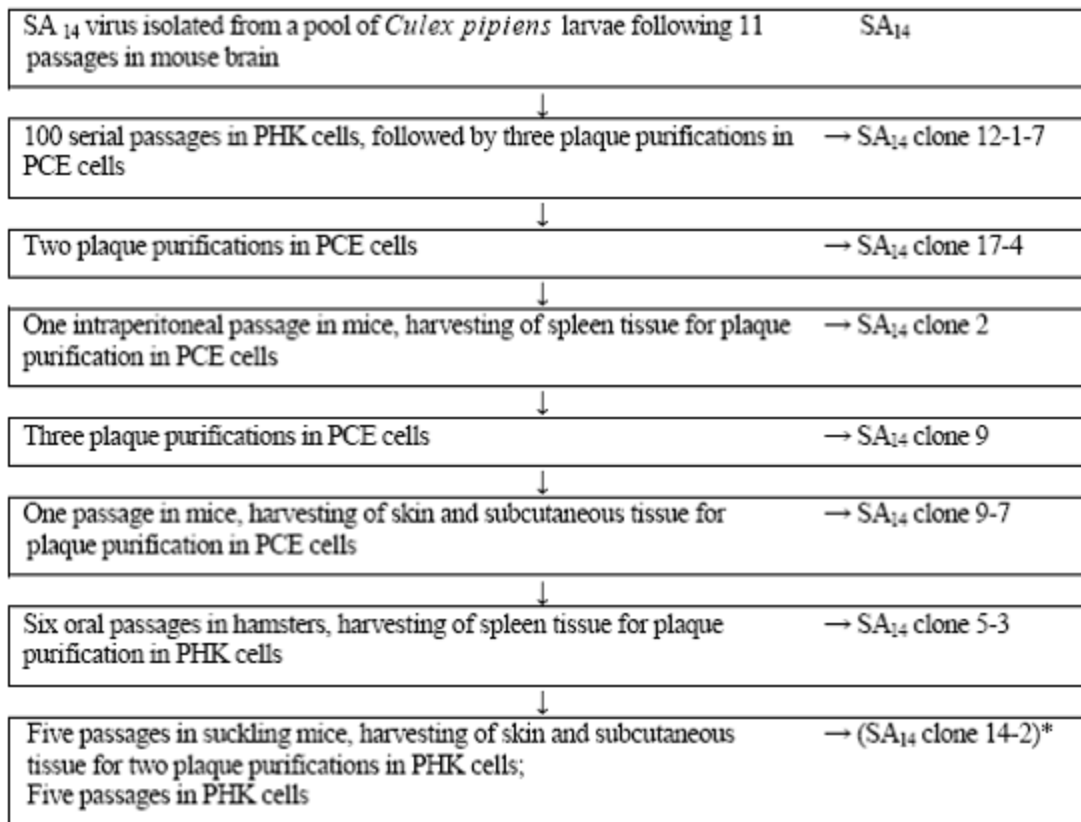 SA 14 virus isolated from a pool of Culex pipiens larvae following 11 SA14
passages in mouse brain
↓
100 serial passages in PHK cells, followed by three plaque purifications in → SA14 clone 12-1-7
PCE cells
↓
Two plaque purifications in PCE cells → SA14 clone 17-4
↓
One intraperitoneal passage in mice, harvesting of spleen tissue for plaque → SA14 clone 2
purification in PCE cells
↓
Three plaque purifications in PCE cells → SA14 clone 9
↓
One passage in mice, harvesting of skin and subcutaneous tissue for → SA14 clone 9-7
plaque purification in PCE cells
↓
Six oral passages in hamsters, harvesting of spleen tissue for plaque → SA14 clone 5-3
purification in PHK cells
↓
Five passages in suckling mice, harvesting of skin and subcutaneous → (SA14 clone 14-2)*
tissue for two plaque purifications in PHK cells;
Five passages in PHK cells